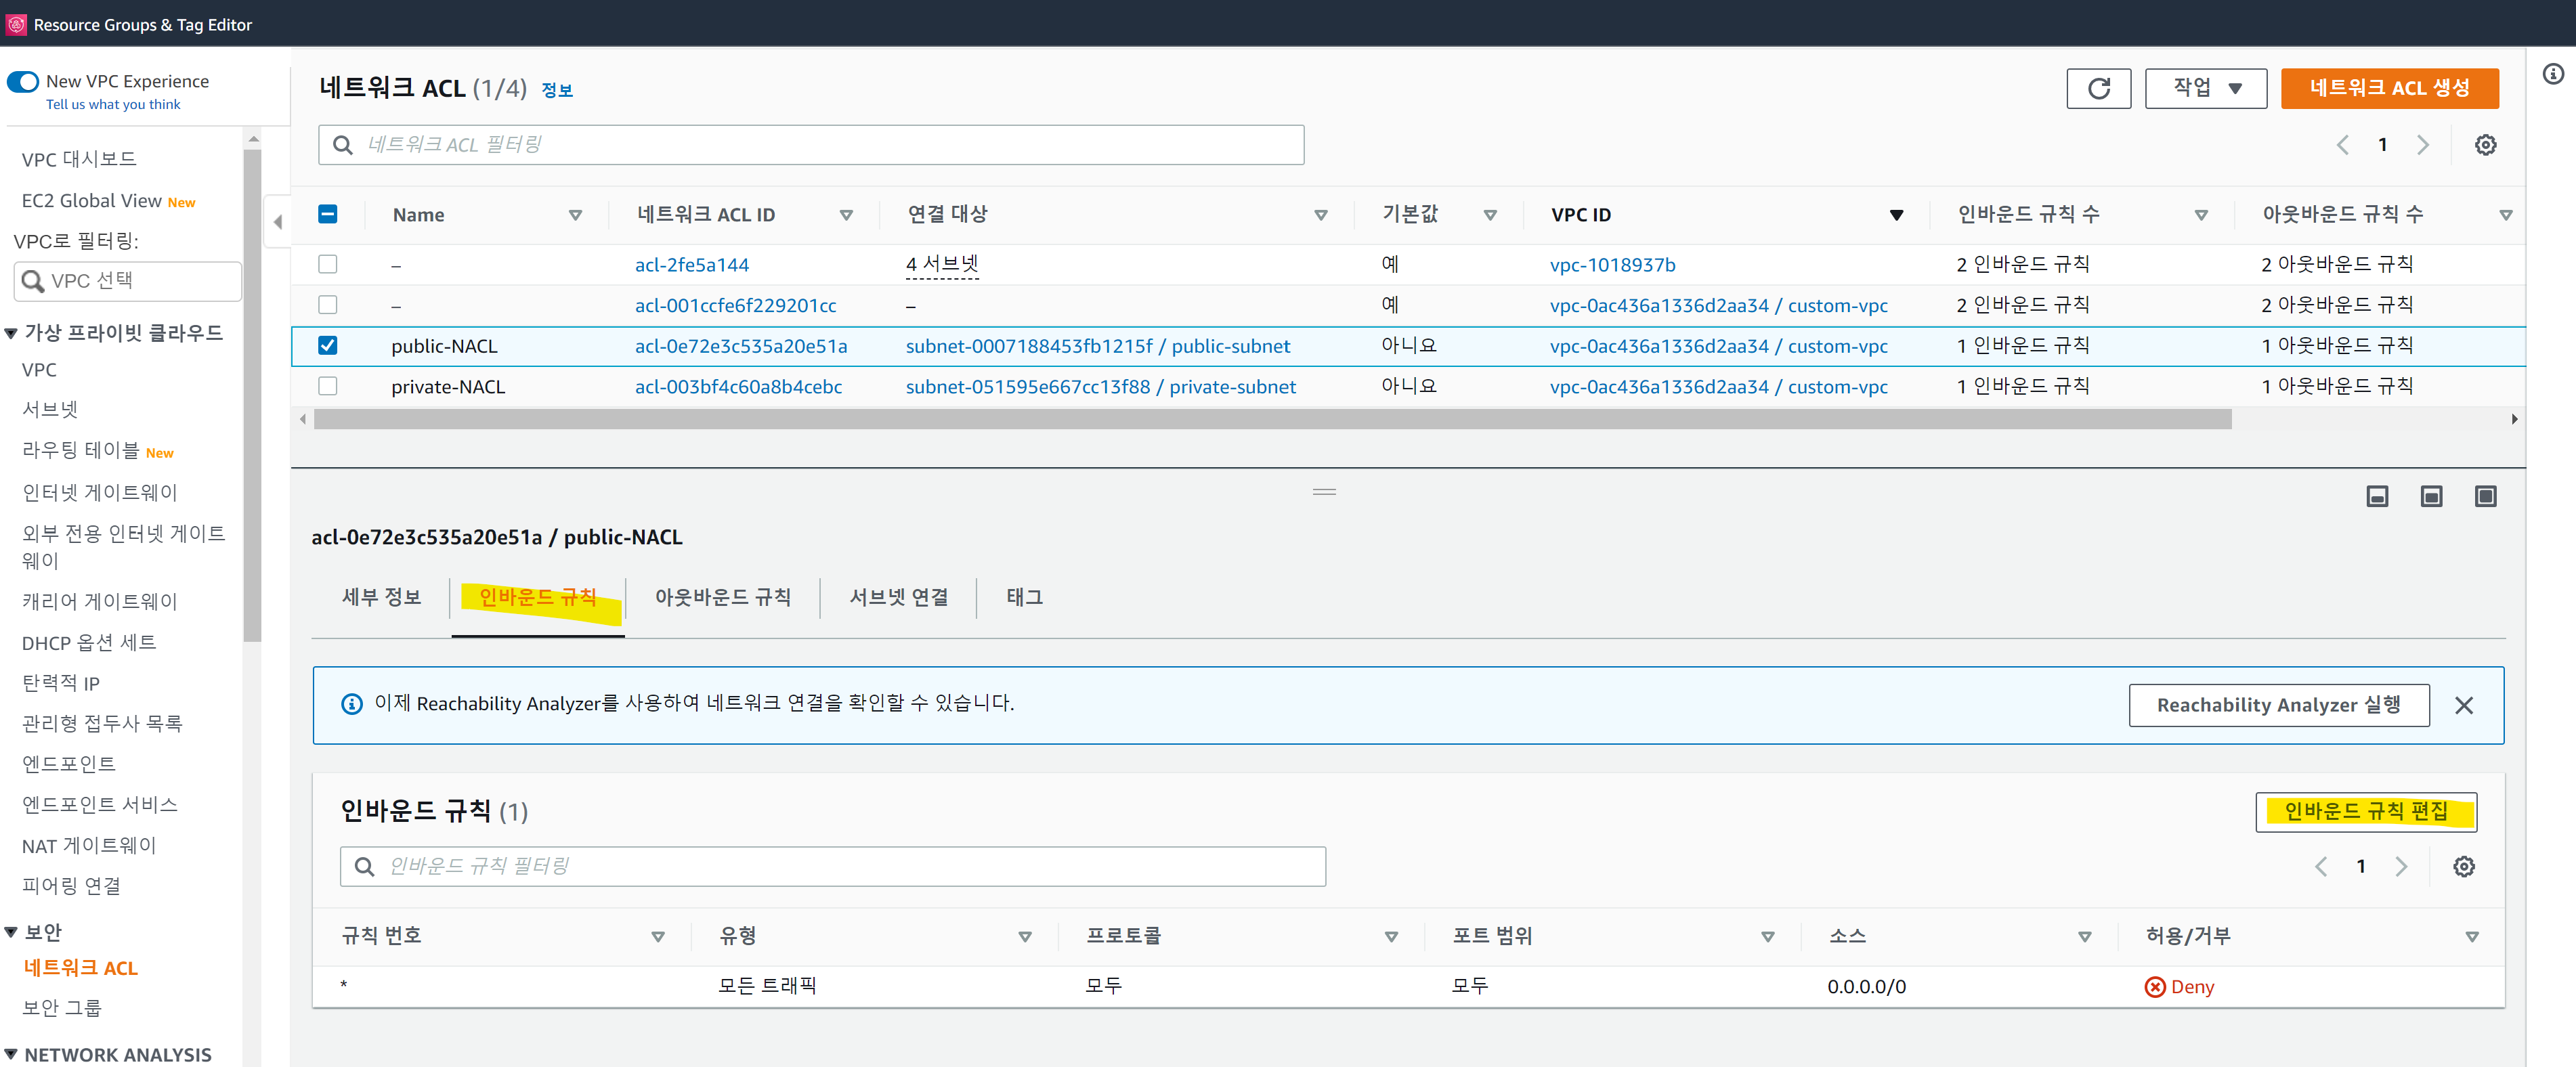 Resource Groups & Tag Editor
New VPC Experience
Tell us what you think
VPC 대시보드
EC2 Global View New
VPC로 필터링:
VPC 선택
가상 프라이빗 클라우드
VPC
서브넷
라우팅 테이블 New
인터넷 게이트웨이
외부 전용 인터넷 게이트
웨이
캐리어 게이트웨이
DHCP 옵션 세트
탄력적 IP
관리형 접두사 목록
엔드포인트
엔드포인트 서비스
NAT 게이트웨이
피어링 연결
보안
네트워크 ACL
보안 그룹
NETWORK ANALYSIS
네트워크 ACL (1/4) 정보
작업
네트워크 ACL 생성
네트워크 ACL 필터링
1
Name 네트워크 ACL ID 연결 대상 기본값 VPC ID 인바운드 규칙 수 아웃바운드 규칙 수
– acl-2fe5a144 4 서브넷 예 vpc-1018937b 2 인바운드 규칙 2 아웃바운드 규칙
– acl-001ccfe6f229201cc – 예 vpc-0ac436a1336d2aa34 / custom-vpc 2 인바운드 규칙 2 아웃바운드 규칙
public-NACL acl-0e72e3c535a20e51a subnet-0007188453fb1215f / public-subnet 아니요 vpc-0ac436a1336d2aa34 / custom-vpc 1 인바운드 규칙 1 아웃바운드 규칙
private-NACL acl-003bf4c60a8b4cebc subnet-051595e667cc13f88 / private-subnet 아니요 vpc-0ac436a1336d2aa34 / custom-vpc 1 인바운드 규칙 1 아웃바운드 규칙
acl-0e72e3c535a20e51a / public-NACL
세부 정보 인바운드 규칙 아웃바운드 규칙 서브넷 연결 태그
이제 Reachability Analyzer를 사용하여 네트워크 연결을 확인할 수 있습니다.
Reachability Analyzer 실행
인바운드 규칙 (1)
인바운드 규칙 편집
인바운드 규칙 필터링
1
규칙 번호 유형 프로토콜 포트 범위 소스 허용/거부
* 모든 트래픽 모두 모두 0.0.0.0/0 Deny